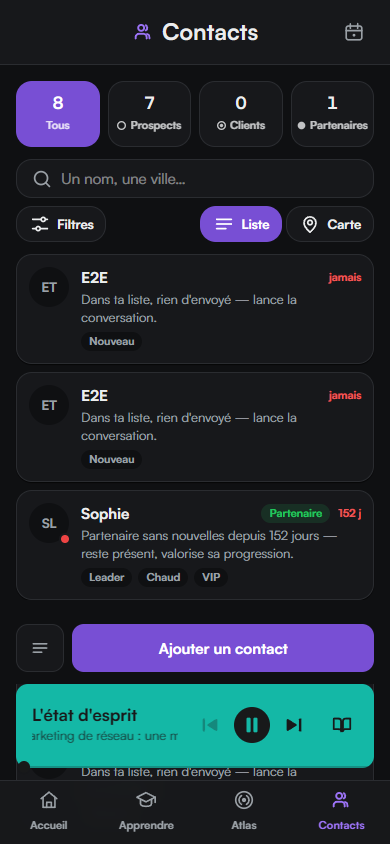 Contacts
8
Tous
7
Prospects
0
Clients
1
Partenaires
Un nom, une ville...
Filtres
Liste
Carte
ET
E2E
jamais
Dans ta liste, rien d'envoyé — lance la
conversation.
Nouveau
ET
E2E
jamais
Dans ta liste, rien d'envoyé — lance la
conversation.
Nouveau
SL
Sophie
Partenaire
152 j
Partenaire sans nouvelles depuis 152 jours —
reste présent, valorise sa progression.
Leader
Chaud
VIP
Ajouter un contact
L'état d'esprit
arketing de réseau : une m
Dans ta liste, rien d'envoyé — lance la
Accueil
Apprendre
Atlas
Contacts